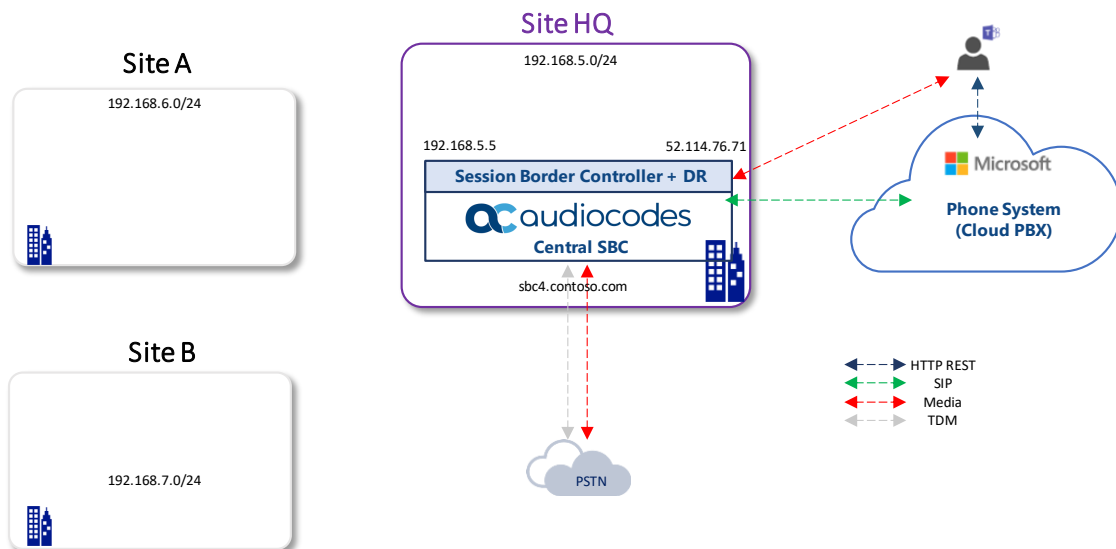 Site HQ
192.168.5.0/24
Site A
192.168.6.0/24
192.168.5.5
52.114.76.71
Session Border Controller + DR
audiocodes
Central SBC
sbc4.contoso.com
Microsoft
Phone System
(Cloud PBX)
Site B
192.168.7.0/24
HTTP REST
SIP
Media
TDM
PSTN